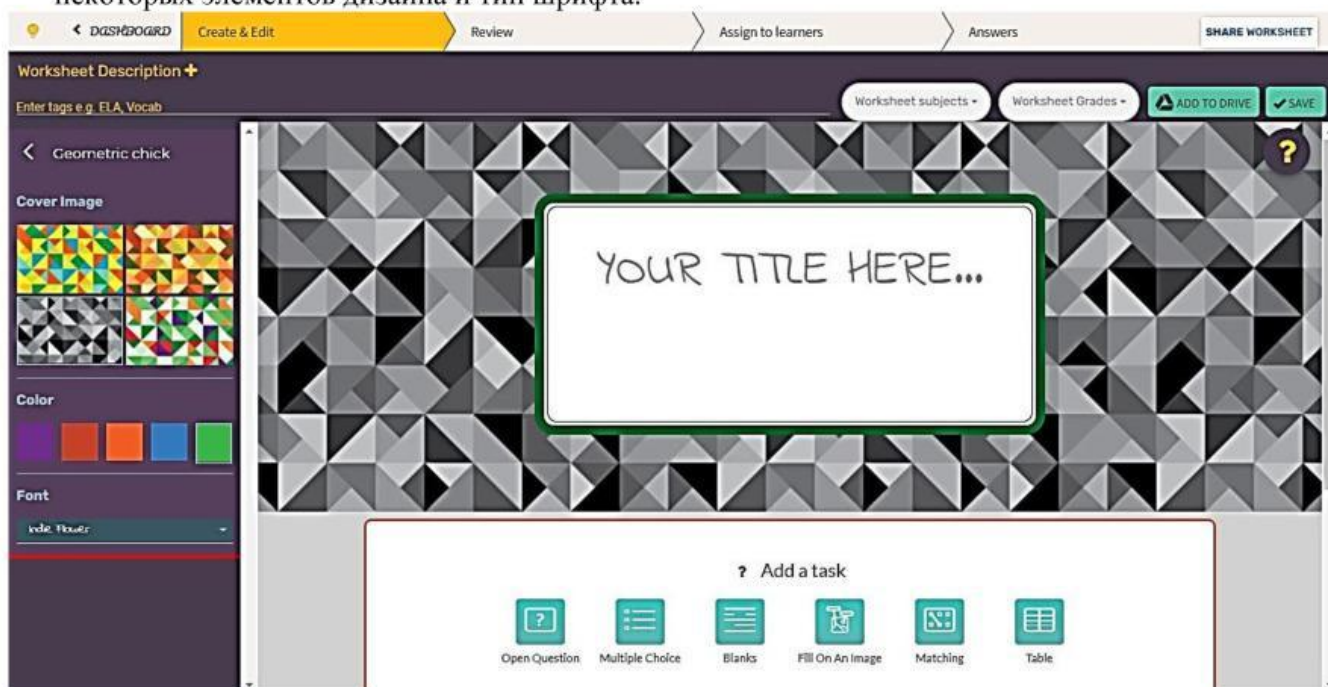 некоторых элементов дизайна и тип шрифта.
DASHBOARD Create & Edit Review Assign to learners Answers SHARE WORKSHEET
Worksheet Description +
Enter tags e.g. ELA, Vocab Worksheet subjects Worksheet Grades ADD TO DRIVE SAVE
Geometric chick ?
Cover Image
YOUR TITLE HERE...
Color
Font
Indie Flower
? Add a task
Open Question Multiple Choice Blanks Fill On An Image Matching Table